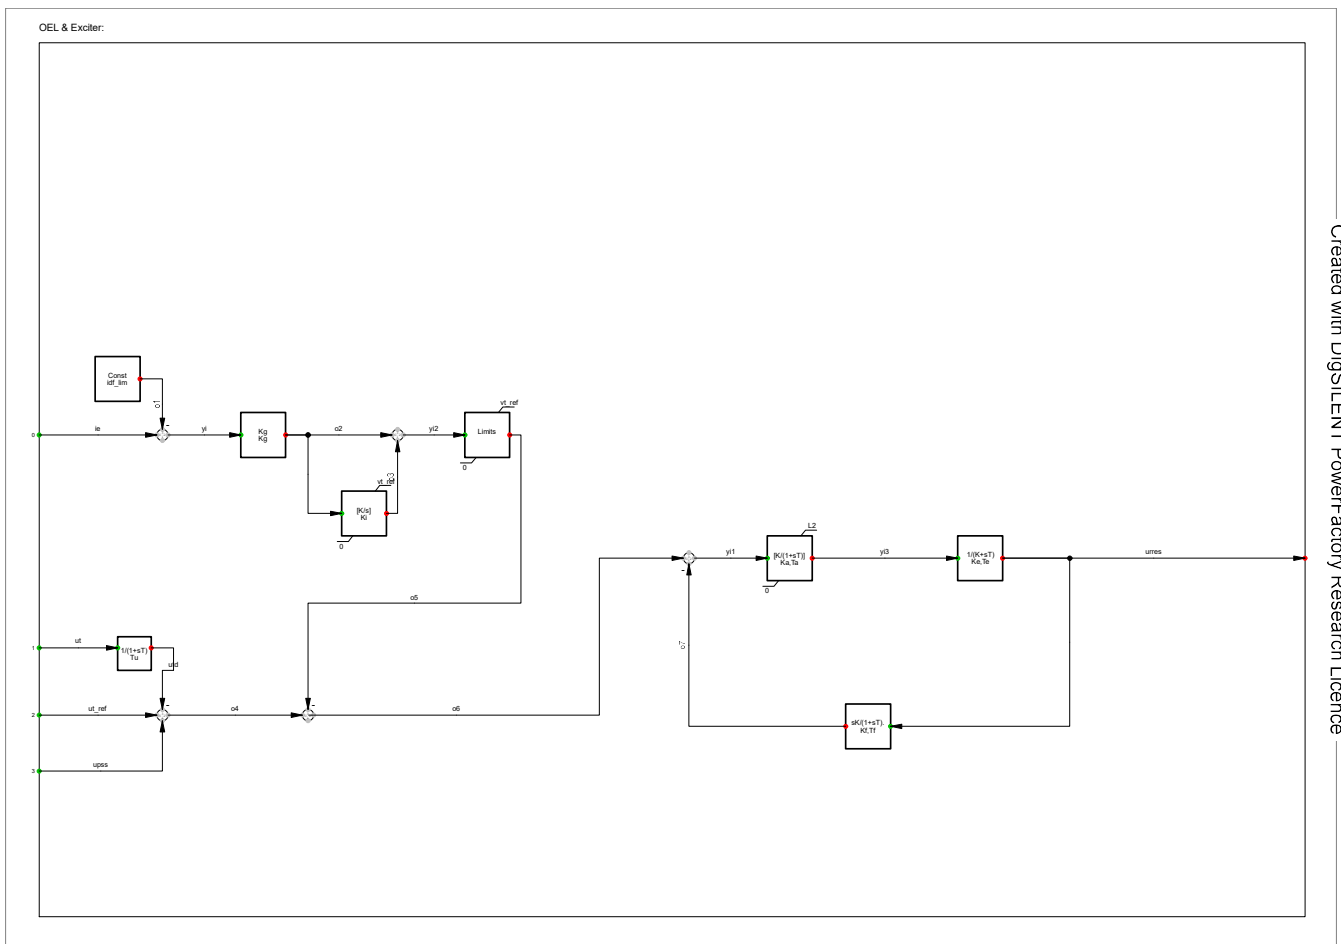 OEL & Exciter:
Const
idf_lim
o1
-
vt_ref
0
ie
yi
Kg
Kg
o2
yi2
Limits
0
vt_ref
o3
[K/s]
Ki
0
L2
yi1
[K/(1+sT)]
Ka,Ta
yi3
1/(K+sT)
Ke,Te
urres
-
0
o5
1
ut
1/(1+sT)
Tu
utd
o7
-
-
2
ut_ref
o4
o6
sK/(1+sT)
Kf,Tf
3
upss
Created with DIgSILENT PowerFactory Research Licence